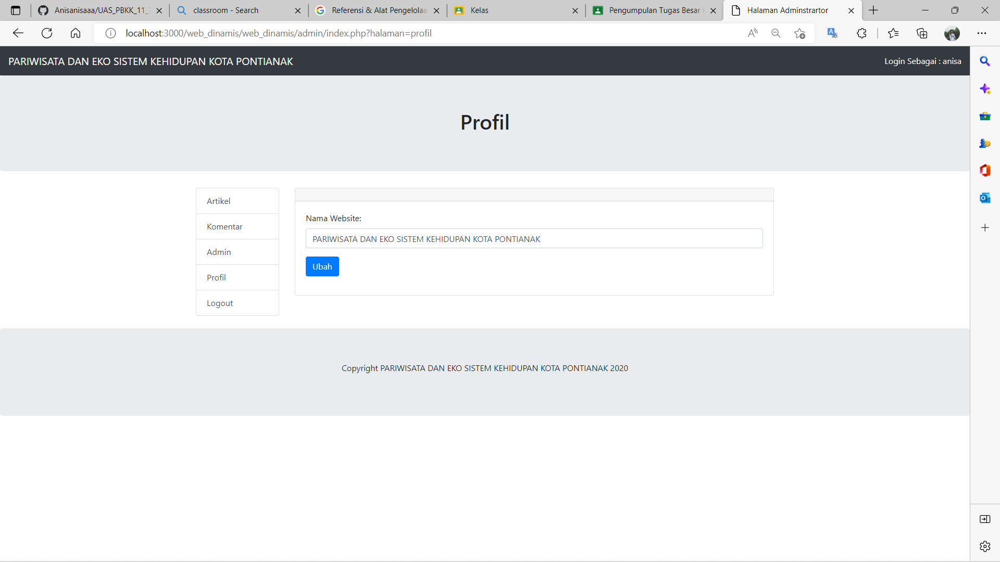 Anisanisaaa/UAS_PBKK_11_
classroom - Search
Referensi & Alat Pengelolaa
Kelas
Pengumpulan Tugas Besar
Halaman Adminstrartor
localhost:3000/web_dinamis/web_dinamis/admin/index.php?halaman=profil
PARIWISATA DAN EKO SISTEM KEHIDUPAN KOTA PONTIANAK
Login Sebagai : anisa
Profil
Artikel
Komentar
Admin
Profil
Logout
Nama Website:
PARIWISATA DAN EKO SISTEM KEHIDUPAN KOTA PONTIANAK
Ubah
Copyright PARIWISATA DAN EKO SISTEM KEHIDUPAN KOTA PONTIANAK 2020